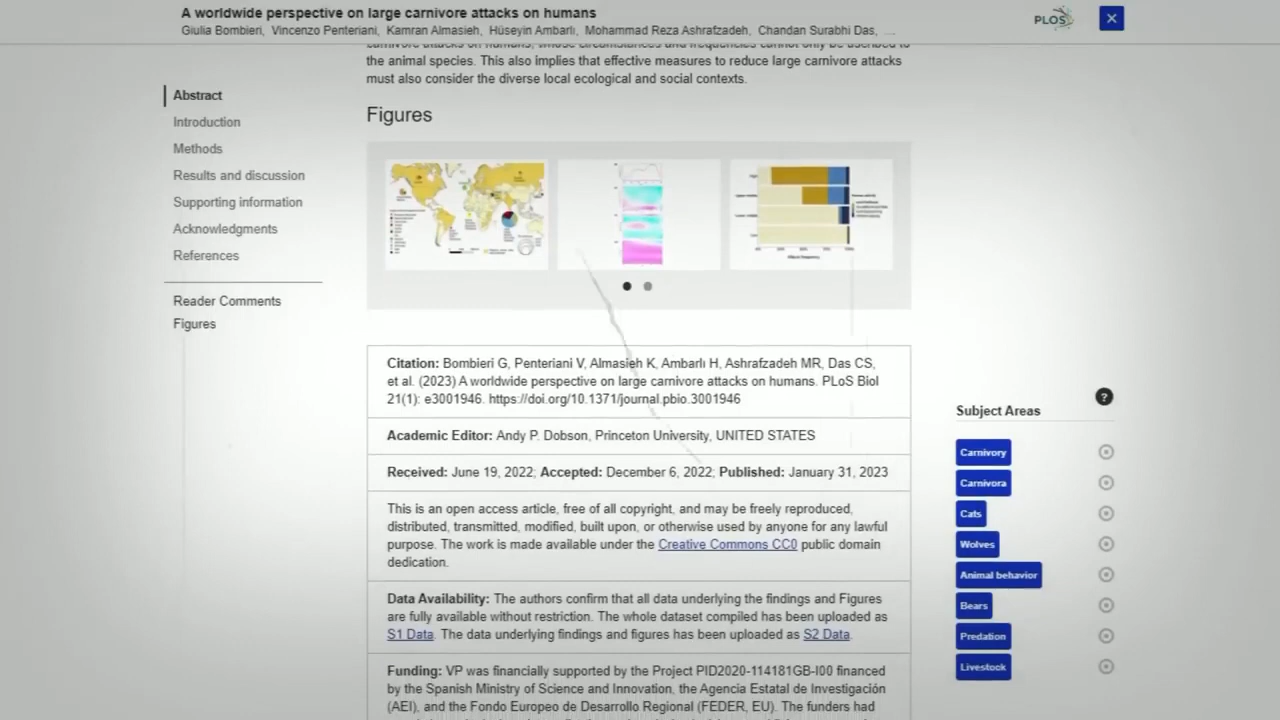 A worldwide perspective on large carnivore attacks on humans
Giulia Bombieri, Vincenzo Penteriani, Kamran Almasieh, Hüseyin Ambarlı, Mohammad Reza Ashrafzadeh, Chandan Surabhi Das, ...
PLOS
carnivore attacks on humans, whose circumstances and frequencies cannot only be ascribed to
the animal species. This also implies that effective measures to reduce large carnivore attacks
must also consider the diverse local ecological and social contexts.
Abstract
Introduction
Methods
Results and discussion
Supporting information
Acknowledgments
References
Reader Comments
Figures
Figures
Citation: Bombieri G, Penteriani V, Almasieh K, Ambarlı H, Ashrafzadeh MR, Das CS,
et al. (2023) A worldwide perspective on large carnivore attacks on humans. PLoS Biol
21(1): e3001946. https://doi.org/10.1371/journal.pbio.3001946
Academic Editor: Andy P. Dobson, Princeton University, UNITED STATES
Received: June 19, 2022; Accepted: December 6, 2022; Published: January 31, 2023
This is an open access article, free of all copyright, and may be freely reproduced,
distributed, transmitted, modified, built upon, or otherwise used by anyone for any lawful
purpose. The work is made available under the Creative Commons CC0 public domain
dedication.
Data Availability: The authors confirm that all data underlying the findings and Figures
are fully available without restriction. The whole dataset compiled has been uploaded as
S1 Data. The data underlying findings and figures has been uploaded as S2 Data.
Funding: VP was financially supported by the Project PID2020-114181GB-I00 financed
by the Spanish Ministry of Science and Innovation, the Agencia Estatal de Investigación
(AEI), and the Fondo Europeo de Desarrollo Regional (FEDER, EU). The funders had
?
Subject Areas
Carnivory
Carnivora
Cats
Wolves
Animal behavior
Bears
Predation
Livestock